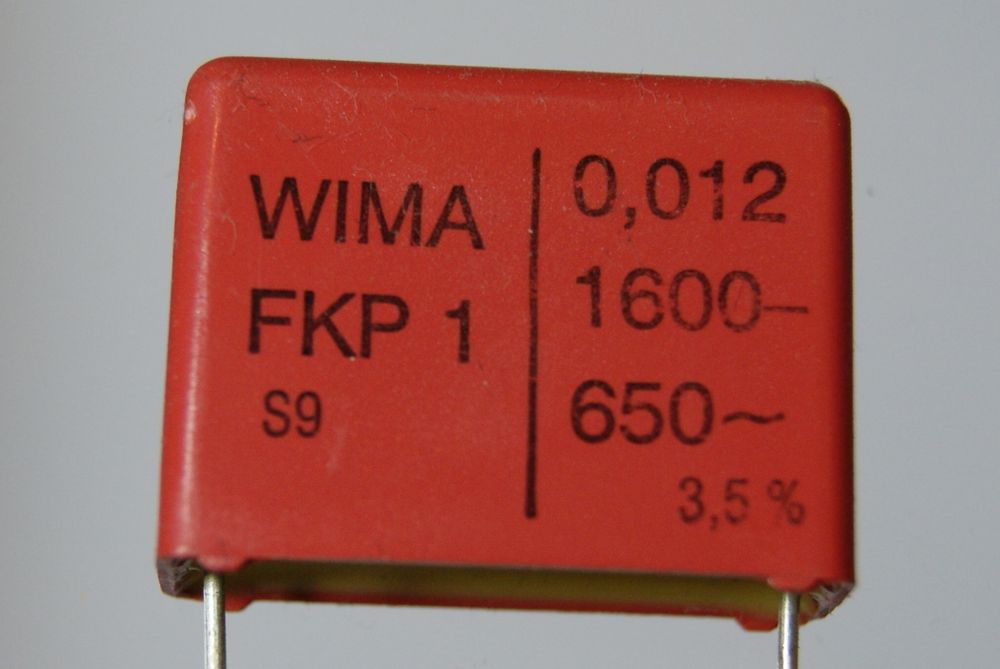 WIMA
FKP 1
S9
0,012
1600–
650~
3,5 %